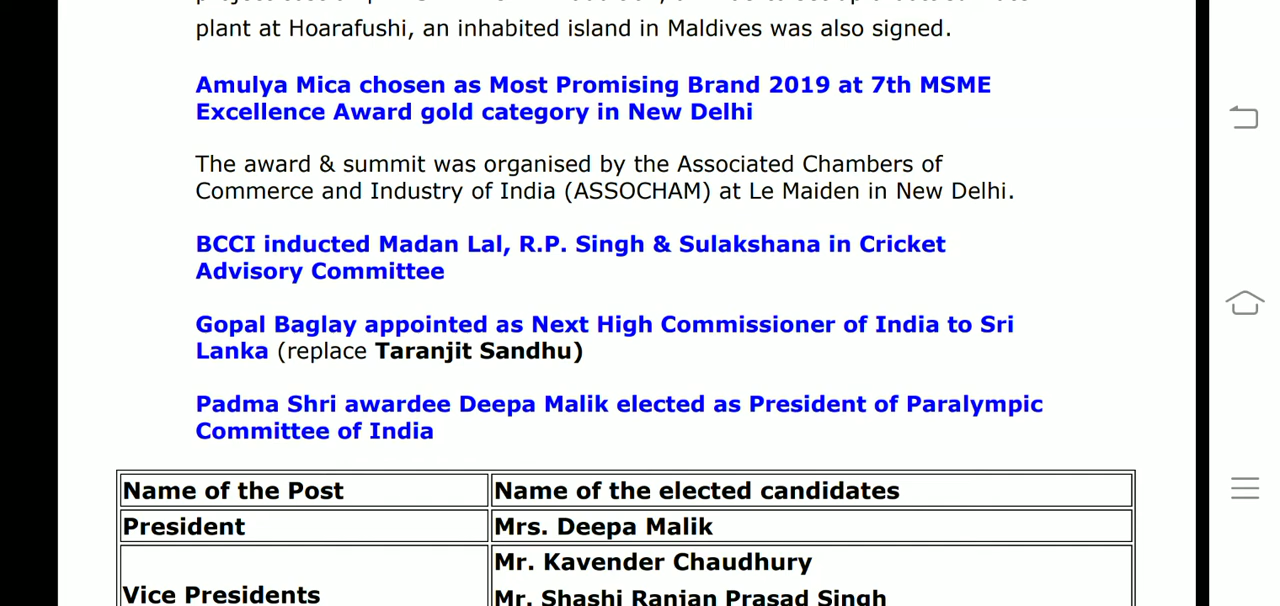 plant at Hoarafushi, an inhabited island in Maldives was also signed.
Amulya Mica chosen as Most Promising Brand 2019 at 7th MSME
Excellence Award gold category in New Delhi
The award & summit was organised by the Associated Chambers of
Commerce and Industry of India (ASSOCHAM) at Le Maiden in New Delhi.
BCCI inducted Madan Lal, R.P. Singh & Sulakshana in Cricket
Advisory Committee
Gopal Baglay appointed as Next High Commissioner of India to Sri
Lanka (replace Taranjit Sandhu)
Padma Shri awardee Deepa Malik elected as President of Paralympic
Committee of India
Name of the Post Name of the elected candidates
President Mrs. Deepa Malik
Mr. Kavender Chaudhury
Vice Presidents
Mr. Shashi Ranjan Prasad Singh